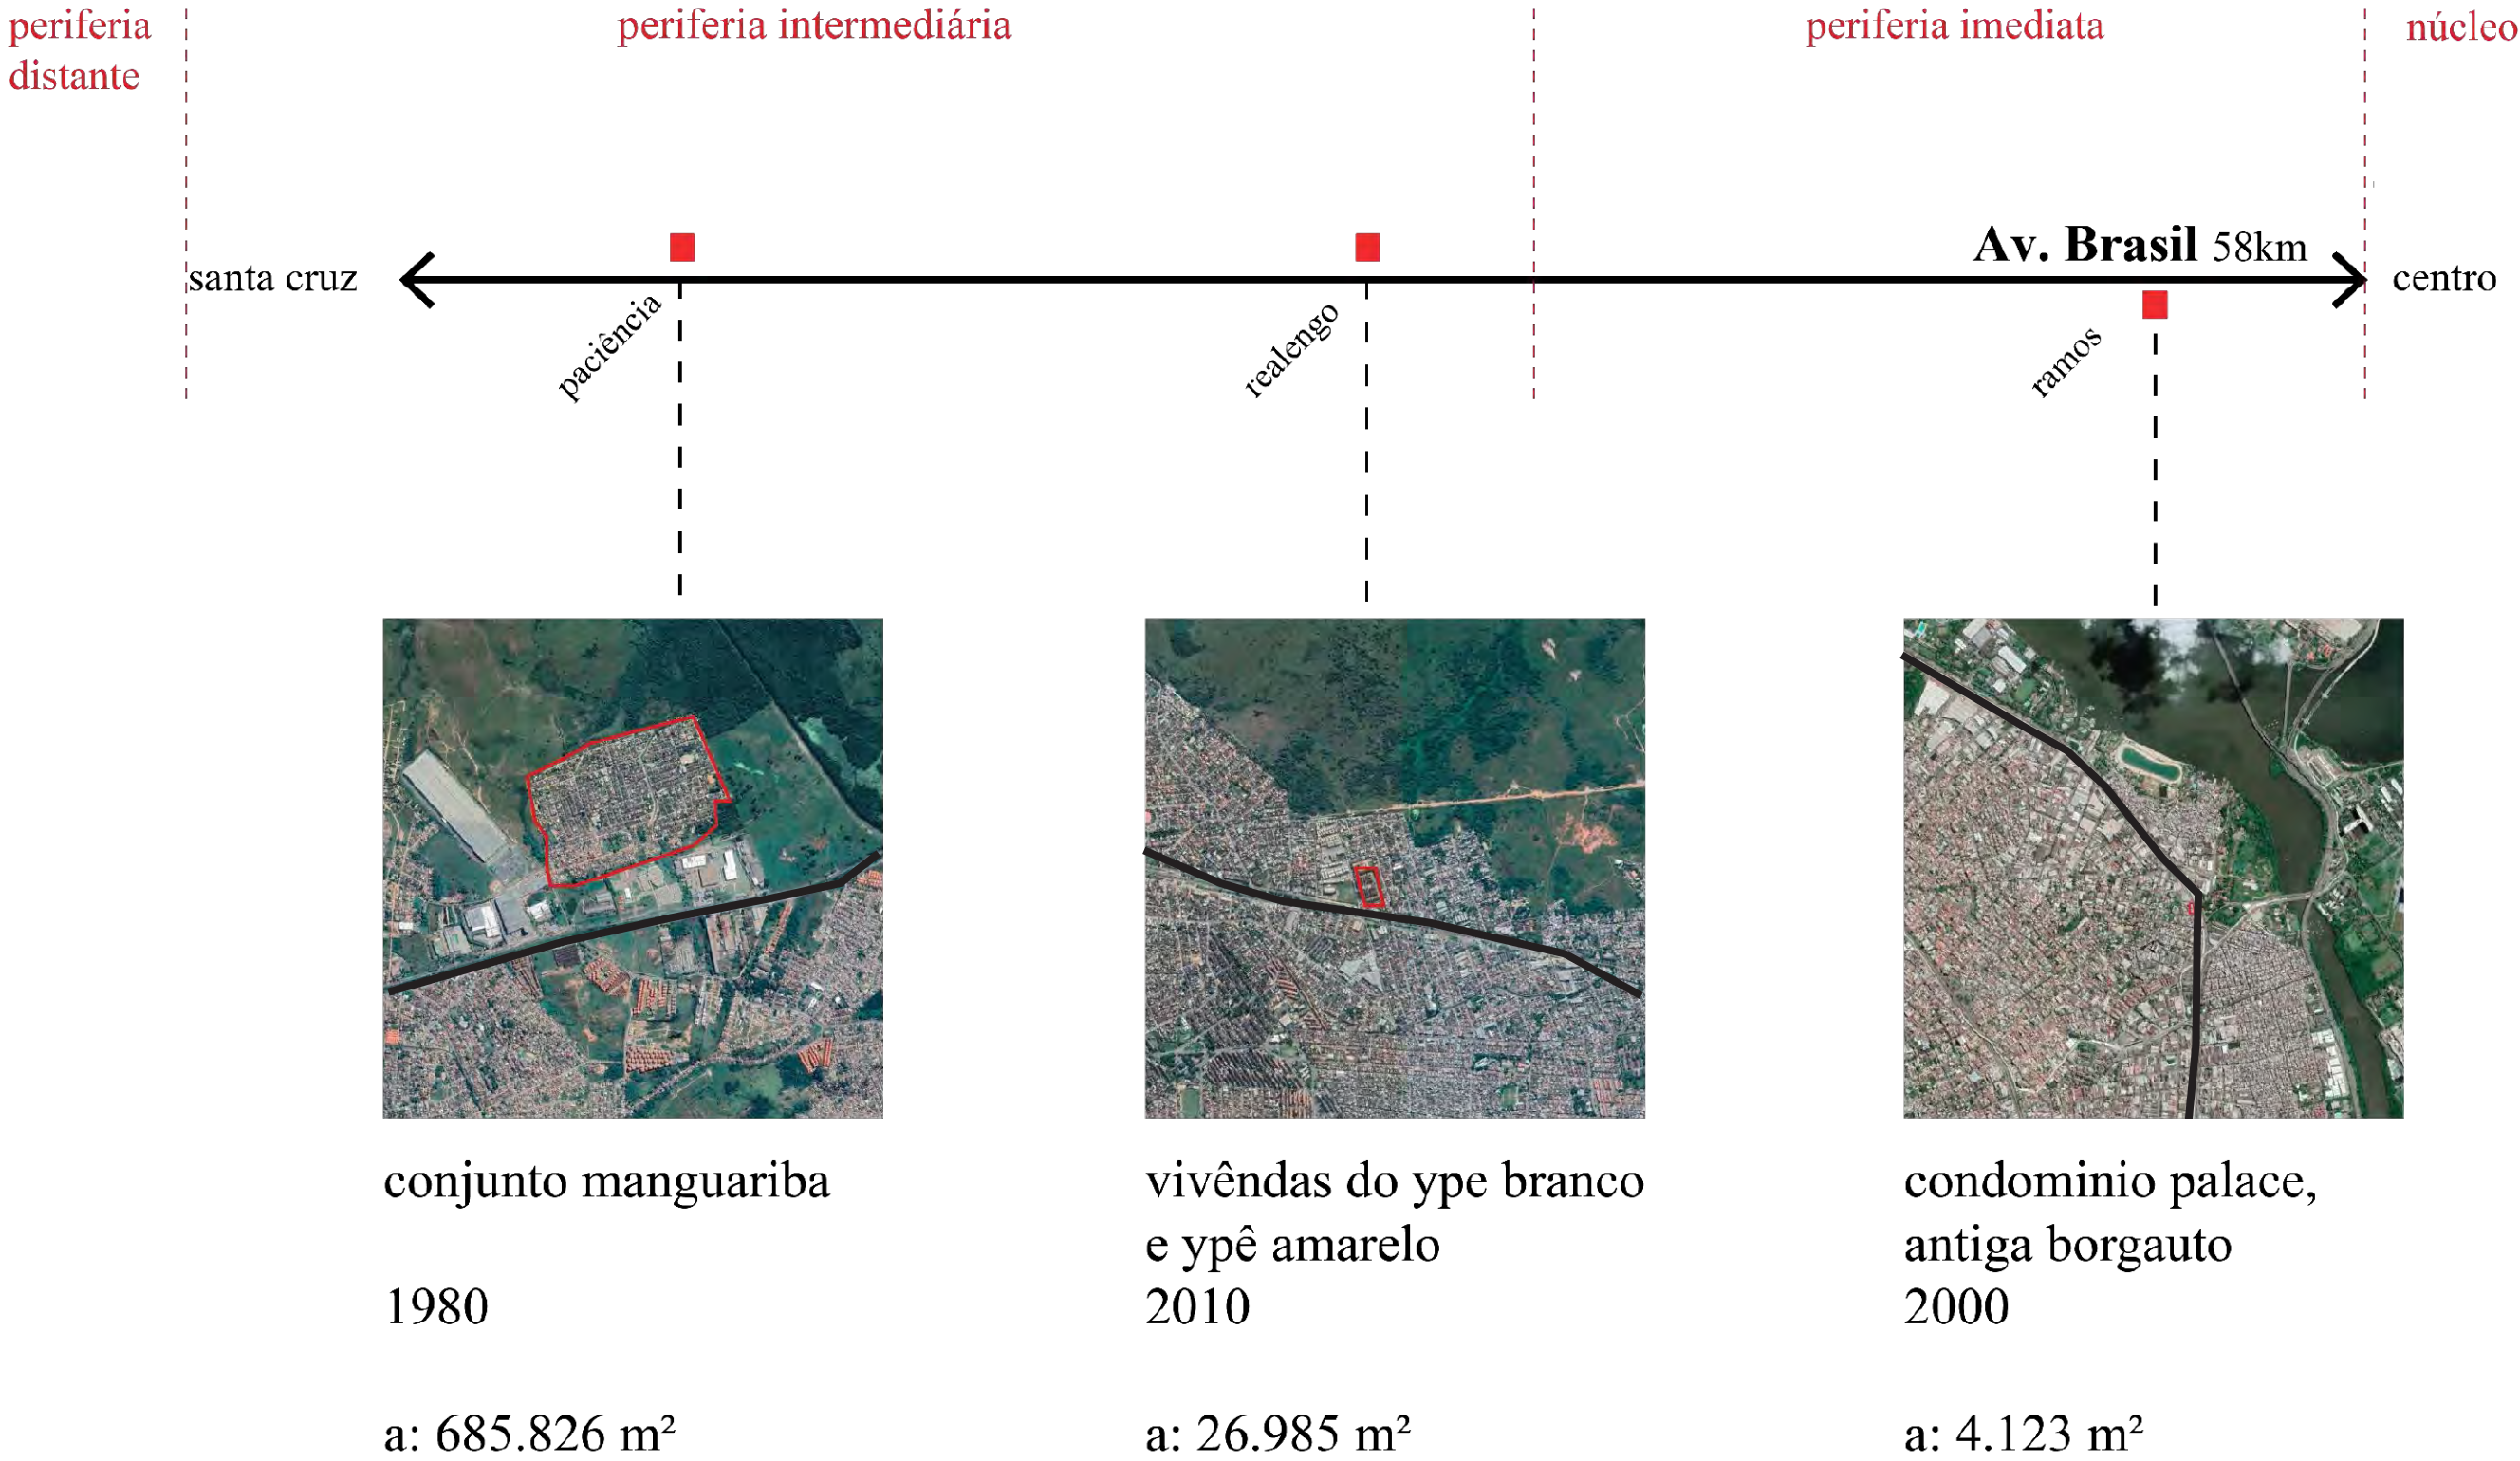 periferia
distante
periferia intermediária
periferia imediata
núcleo
santa cruz
Av. Brasil 58km
centro
paciência
realengo
ramos
conjunto manguariba
1980
a: 685.826 m²
vivêndas do ype branco
e ypê amarelo
2010
a: 26.985 m²
condominio palace,
antiga borgauto
2000
a: 4.123 m²